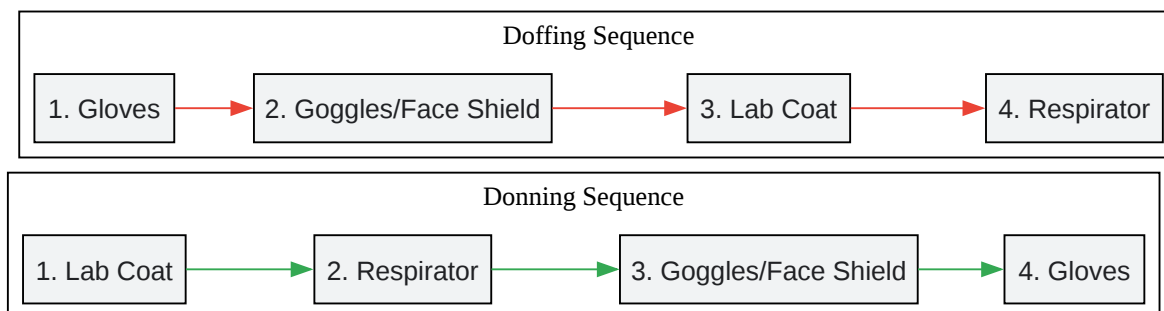 Doffing Sequence
1. Gloves
2. Goggles/Face Shield
3. Lab Coat
4. Respirator
Donning Sequence
1. Lab Coat
2. Respirator
3. Goggles/Face Shield
4. Gloves